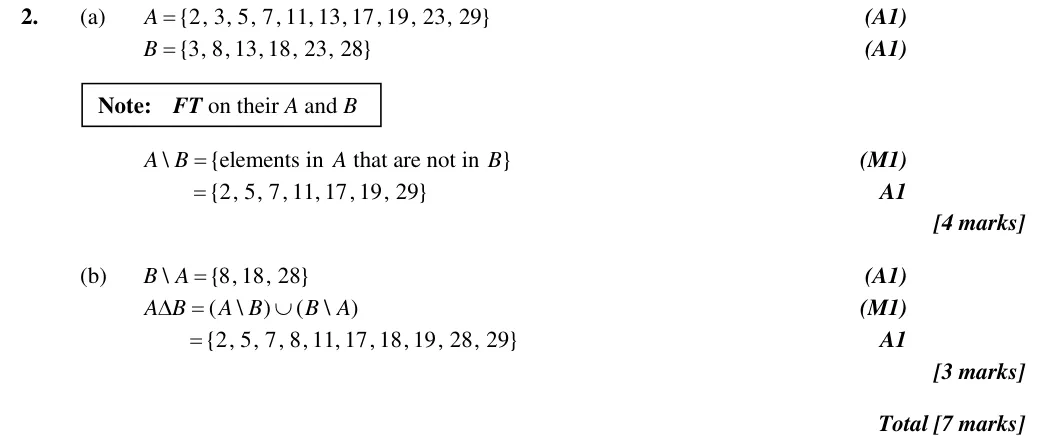 2. (a) A = {2, 3, 5, 7, 11, 13, 17, 19, 23, 29} (A1)
B = {3, 8, 13, 18, 23, 28} (A1)
Note: FT on their A and B
A \ B = {elements in A that are not in B} (M1)
= {2, 5, 7, 11, 17, 19, 29} A1
[4 marks]
(b) B \ A = {8, 18, 28} (A1)
AΔB = (A \ B) ∪ (B \ A) (M1)
= {2, 5, 7, 8, 11, 17, 18, 19, 28, 29} A1
[3 marks]
Total [7 marks]